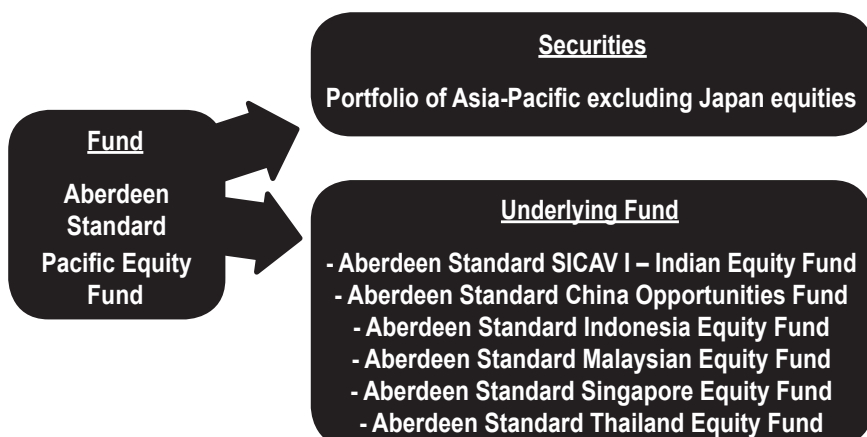 Fund
Aberdeen
Standard
Pacific Equity
Fund
Securities
Portfolio of Asia-Pacific excluding Japan equities
Underlying Fund
- Aberdeen Standard SICAV I – Indian Equity Fund
- Aberdeen Standard China Opportunities Fund
- Aberdeen Standard Indonesia Equity Fund
- Aberdeen Standard Malaysian Equity Fund
- Aberdeen Standard Singapore Equity Fund
- Aberdeen Standard Thailand Equity Fund